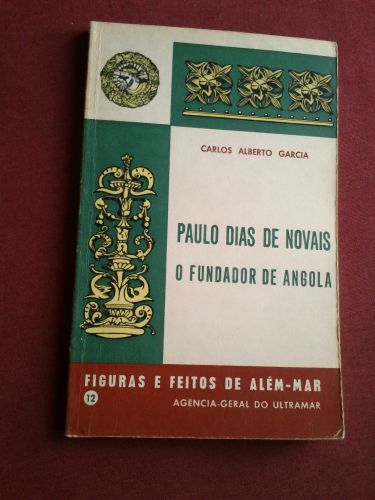 CARLOS ALBERTO GARCIA
PAULO DIAS DE NOVAIS
O FUNDADOR DE ANGOLA
FIGURAS E FEITOS DE ALÉM-MAR
12
AGÊNCIA-GERAL DO ULTRAMAR